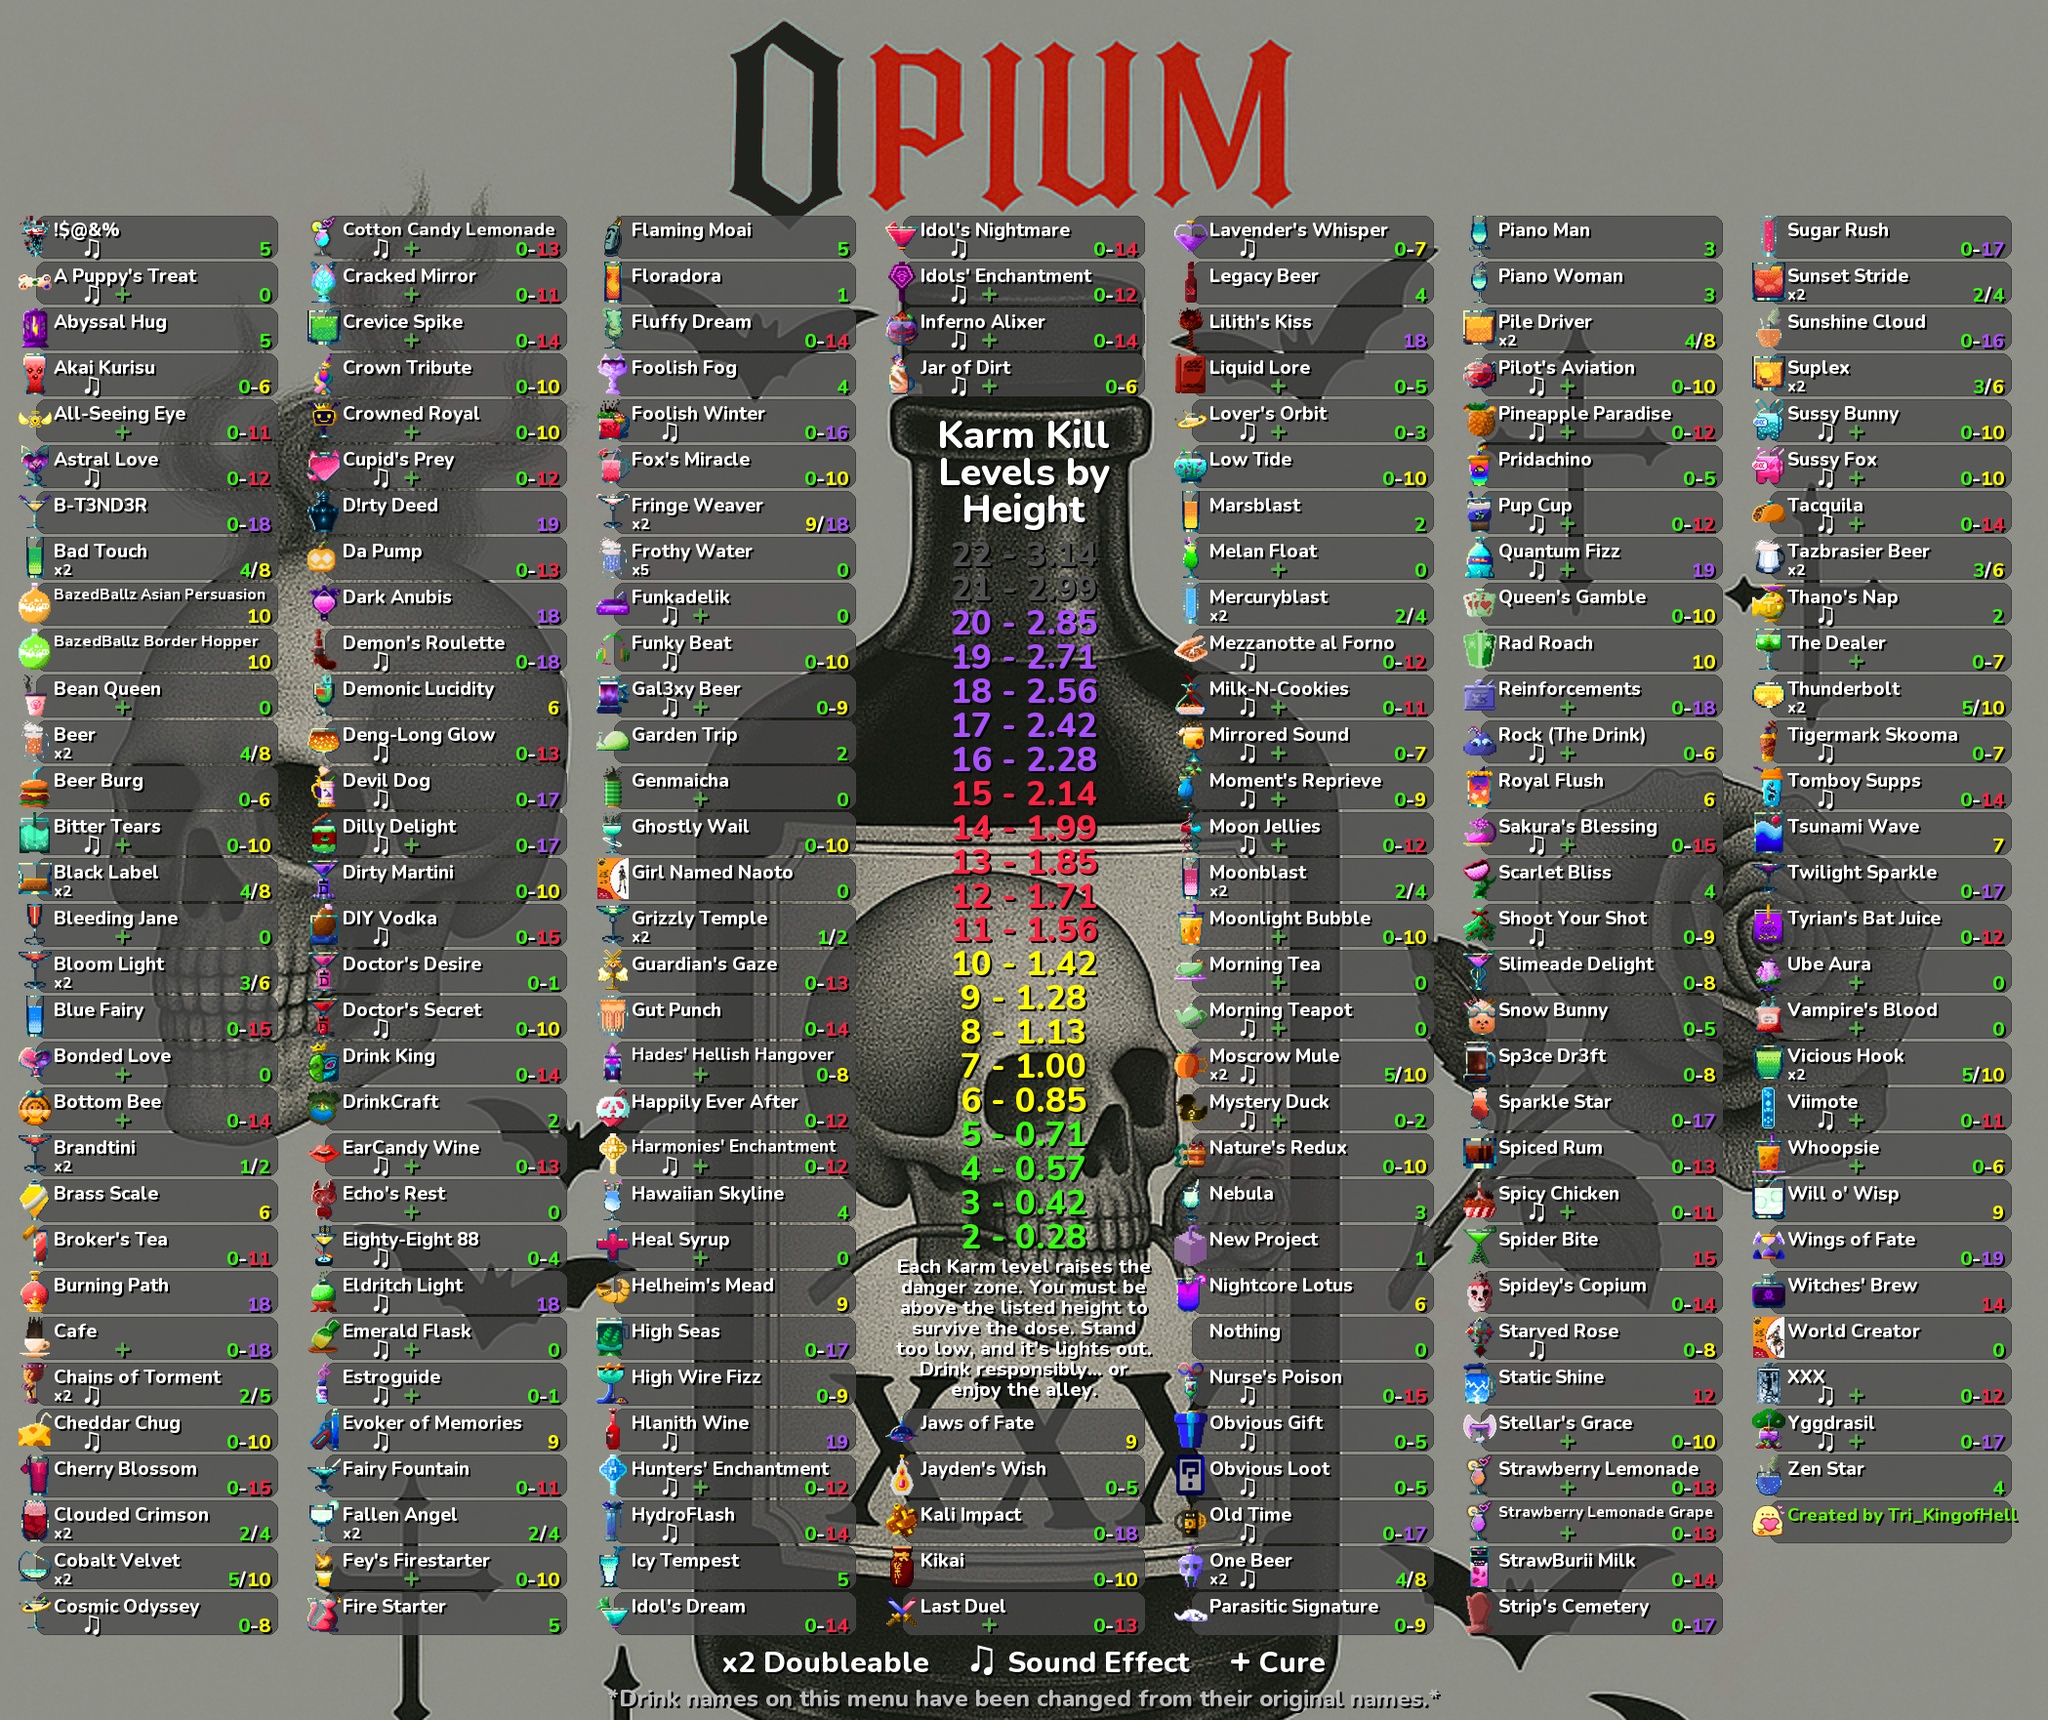 OPIUM
!$@&%
♫
5
A Puppy's Treat
♫ +
0
Abyssal Hug
5
Akai Kurisu
♫
0-6
All-Seeing Eye
+
0-11
Astral Love
♫
0-12
B-T3ND3R
0-18
Bad Touch
x2
4/8
BazedBallz Asian Persuasion
10
BazedBallz Border Hopper
10
Bean Queen
+
0
Beer
x2
4/8
Beer Burg
0-6
Bitter Tears
♫ +
0-10
Black Label
x2
4/8
Bleeding Jane
+
0
Bloom Light
x2
3/6
Blue Fairy
0-15
Bonded Love
+
0
Bottom Bee
+
0-14
Brandtini
x2
1/2
Brass Scale
6
Broker's Tea
0-11
Burning Path
18
Cafe
+
0-18
Chains of Torment
x2 ♫
2/5
Cheddar Chug
♫
0-10
Cherry Blossom
0-15
Clouded Crimson
x2
2/4
Cobalt Velvet
x2
5/10
Cosmic Odyssey
♫
0-8
Cotton Candy Lemonade
♫ +
0-13
Cracked Mirror
+
0-11
Crevice Spike
+
0-14
Crown Tribute
0-10
Crowned Royal
+
0-10
Cupid's Prey
♫ +
0-12
D!rty Deed
19
Da Pump
0-13
Dark Anubis
18
Demon's Roulette
♫
0-18
Demonic Lucidity
6
Deng-Long Glow
♫
0-13
Devil Dog
♫
0-17
Dilly Delight
♫ +
0-17
Dirty Martini
0-10
DIY Vodka
♫
0-15
Doctor's Desire
0-1
Doctor's Secret
♫
0-10
Drink King
0-14
DrinkCraft
2
EarCandy Wine
♫ +
0-13
Echo's Rest
+
0
Eighty-Eight 88
♫
0-4
Eldritch Light
♫
18
Emerald Flask
♫ +
0
Estroguide
♫ +
0-1
Evoker of Memories
♫
9
Fairy Fountain
0-11
Fallen Angel
x2
2/4
Fey's Firestarter
+
0-10
Fire Starter
5
Flaming Moai
5
Floradora
1
Fluffy Dream
0-14
Foolish Fog
4
Foolish Winter
♫
0-16
Fox's Miracle
0-10
Fringe Weaver
x2
9/18
Frothy Water
x5
0
Funkadelik
♫ +
0
Funky Beat
♫
0-10
Gal3xy Beer
♫ +
0-9
Garden Trip
2
Genmaicha
+
0
Ghostly Wail
0-10
Girl Named Naoto
0
Grizzly Temple
x2
1/2
Guardian's Gaze
0-13
Gut Punch
0-14
Hades' Hellish Hangover
+
0-8
Happily Ever After
0-12
Harmonies' Enchantment
♫ +
0-12
Hawaiian Skyline
4
Heal Syrup
+
0
Helheim's Mead
9
High Seas
0-17
High Wire Fizz
0-9
Hlanith Wine
♫
19
Hunters' Enchantment
♫ +
0-12
HydroFlash
♫
0-14
Icy Tempest
5
Idol's Dream
0-14
Idol's Nightmare
♫
0-14
Idols' Enchantment
♫ +
0-12
Inferno Alixer
♫ +
0-14
Jar of Dirt
♫ +
0-6
Karm Kill
Levels by
Height
22 - 3.14
21 - 2.99
20 - 2.85
19 - 2.71
18 - 2.56
17 - 2.42
16 - 2.28
15 - 2.14
14 - 1.99
13 - 1.85
12 - 1.71
11 - 1.56
10 - 1.42
9 - 1.28
8 - 1.13
7 - 1.00
6 - 0.85
5 - 0.71
4 - 0.57
3 - 0.42
2 - 0.28
Each Karm level raises the
danger zone. You must be
above the listed height to
survive the dose. Stand
too low, and it's lights out.
Drink responsibly... or
enjoy the alley.
XXX
Jaws of Fate
9
Jayden's Wish
0-5
Kali Impact
0-18
Kikai
0-10
Last Duel
+
0-13
Lavender's Whisper
♫
0-7
Legacy Beer
4
Lilith's Kiss
18
Liquid Lore
+
0-5
Lover's Orbit
♫ +
0-3
Low Tide
0-10
Marsblast
2
Melan Float
+
0
Mercuryblast
x2
2/4
Mezzanotte al Forno
♫
0-12
Milk-N-Cookies
♫ +
0-11
Mirrored Sound
♫ +
0-7
Moment's Reprieve
♫ +
0-9
Moon Jellies
♫ +
0-12
Moonblast
x2
2/4
Moonlight Bubble
+
0-10
Morning Tea
+
0
Morning Teapot
♫ +
0
Moscrow Mule
x2 ♫
5/10
Mystery Duck
♫ +
0-2
Nature's Redux
0-10
Nebula
3
New Project
1
Nightcore Lotus
6
Nothing
0
Nurse's Poison
♫ +
0-15
Obvious Gift
♫
0-5
Obvious Loot
♫
0-5
Old Time
♫
0-17
One Beer
x2 ♫
4/8
Parasitic Signature
0-9
Piano Man
3
Piano Woman
3
Pile Driver
x2
4/8
Pilot's Aviation
♫ +
0-10
Pineapple Paradise
♫ +
0-12
Pridachino
0-5
Pup Cup
♫ +
0-12
Quantum Fizz
♫ +
19
Queen's Gamble
0-10
Rad Roach
10
Reinforcements
+
0-18
Rock (The Drink)
♫ +
0-6
Royal Flush
6
Sakura's Blessing
♫ +
0-15
Scarlet Bliss
4
Shoot Your Shot
♫
0-9
Slimeade Delight
0-8
Snow Bunny
0-5
Sp3ce Dr3ft
0-8
Sparkle Star
0-17
Spiced Rum
0-13
Spicy Chicken
♫ +
0-11
Spider Bite
15
Spidey's Copium
0-14
Starved Rose
♫
0-8
Static Shine
12
Stellar's Grace
+
0-10
Strawberry Lemonade
+
0-13
Strawberry Lemonade Grape
+
0-13
StrawBurii Milk
0-14
Strip's Cemetery
0-17
Sugar Rush
0-17
Sunset Stride
x2
2/4
Sunshine Cloud
0-16
Suplex
x2
3/6
Sussy Bunny
♫ +
0-10
Sussy Fox
♫ +
0-10
Tacquila
♫ +
0-14
Tazbrasier Beer
x2
3/6
Thano's Nap
♫
2
The Dealer
+
0-7
Thunderbolt
x2
5/10
Tigermark Skooma
♫
0-7
Tomboy Supps
♫
0-14
Tsunami Wave
7
Twilight Sparkle
0-17
Tyrian's Bat Juice
0-12
Ube Aura
+
0
Vampire's Blood
+
0
Vicious Hook
x2
5/10
Viimote
♫ +
0-11
Whoopsie
+
0-6
Will o' Wisp
9
Wings of Fate
0-19
Witches' Brew
14
World Creator
0
XXX
♫ +
0-12
Yggdrasil
♫ +
0-17
Zen Star
4
Created by Tri_KingofHell
x2 Doubleable ♫ Sound Effect + Cure
*Drink names on this menu have been changed from their original names.*